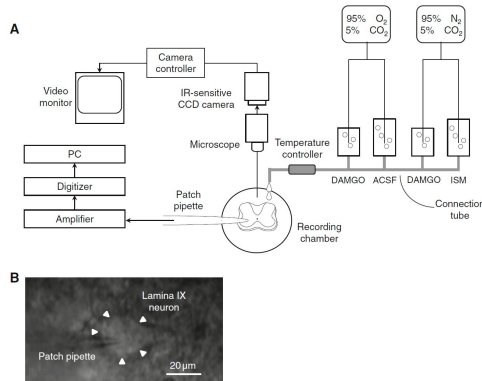 A
95% O2
5% CO2
95% N2
5% CO2
Camera
controller
Video
monitor
IR-sensitive
CCD camera
Microscope
Temperature
controller
PC
Digitizer
Amplifier
Patch
pipette
DAMGO ACSF DAMGO ISM
Connection
tube
Recording
chamber
B
Lamina IX
neuron
Patch pipette
20 µm